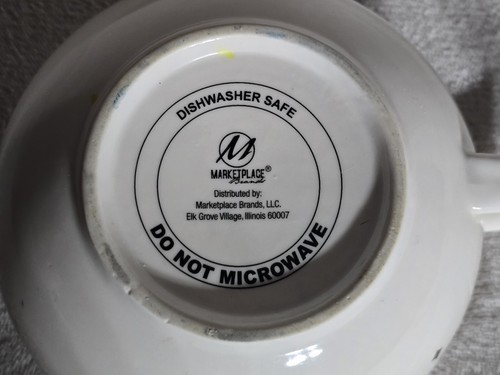 DISHWASHER SAFE
M
MARKETPLACE®
Brands
Distributed by:
Marketplace Brands, LLC.
Elk Grove Village, Illinois 60007
DO NOT MICROWAVE